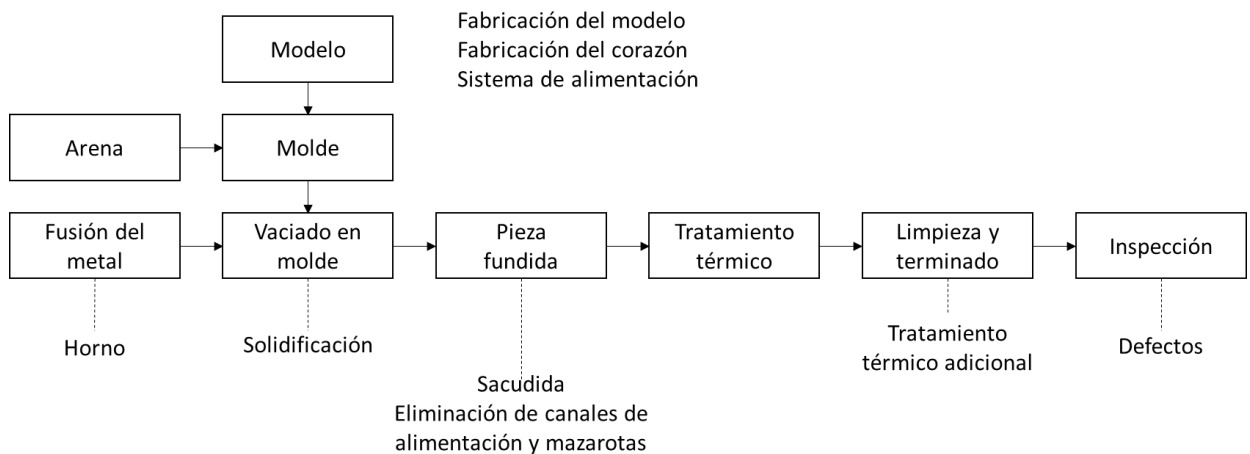 Modelo
Fabricación del modelo
Fabricación del corazón
Sistema de alimentación
Arena
Molde
Fusión del
metal
Vaciado en
molde
Pieza
fundida
Tratamiento
térmico
Limpieza y
terminado
Inspección
Horno
Solidificación
Sacudida
Eliminación de canales de
alimentación y mazarotas
Tratamiento
térmico adicional
Defectos